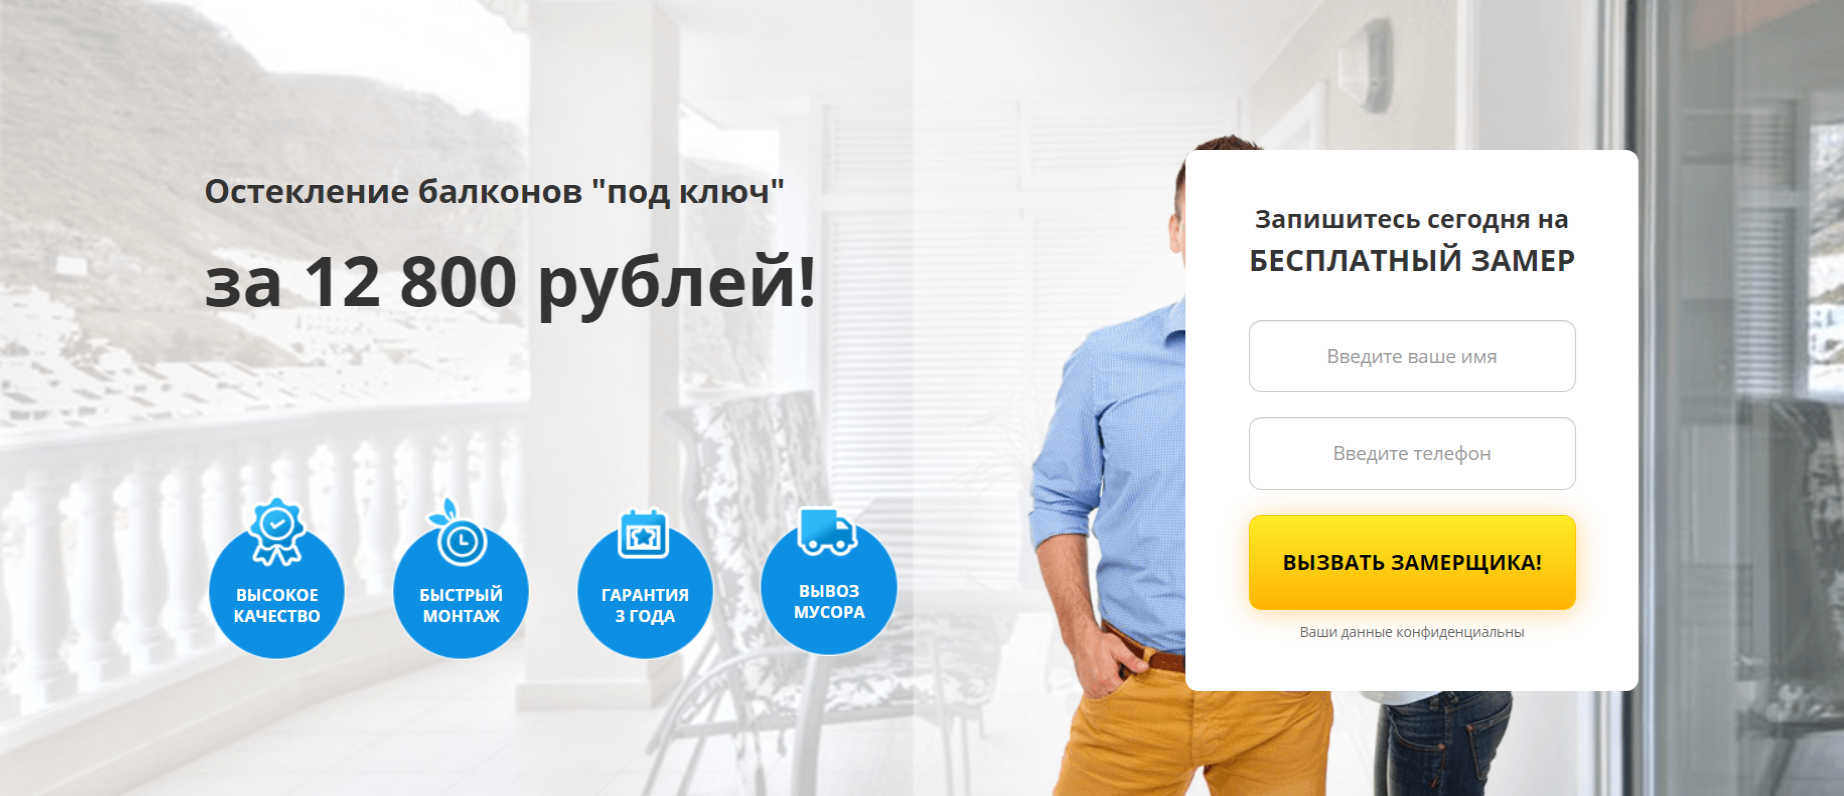 Остекление балконов "под ключ"
за 12 800 рублей!
ВЫСОКОЕ
КАЧЕСТВО
БЫСТРЫЙ
МОНТАЖ
ГАРАНТИЯ
3 ГОДА
ВЫВОЗ
МУСОРА
Запишитесь сегодня на
БЕСПЛАТНЫЙ ЗАМЕР
Введите ваше имя
Введите телефон
ВЫЗВАТЬ ЗАМЕРЩИКА!
Ваши данные конфиденциальны